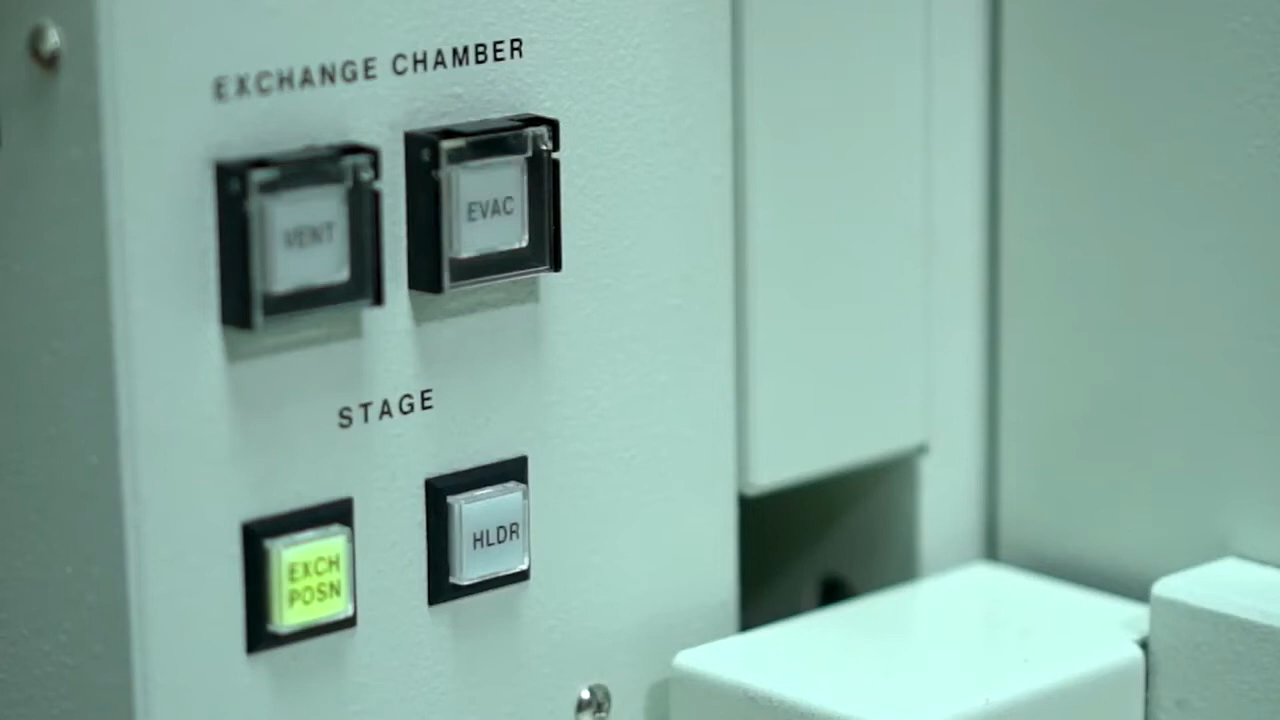 EXCHANGE CHAMBER
VENT
EVAC
STAGE
EXCH
POSN
HLDR